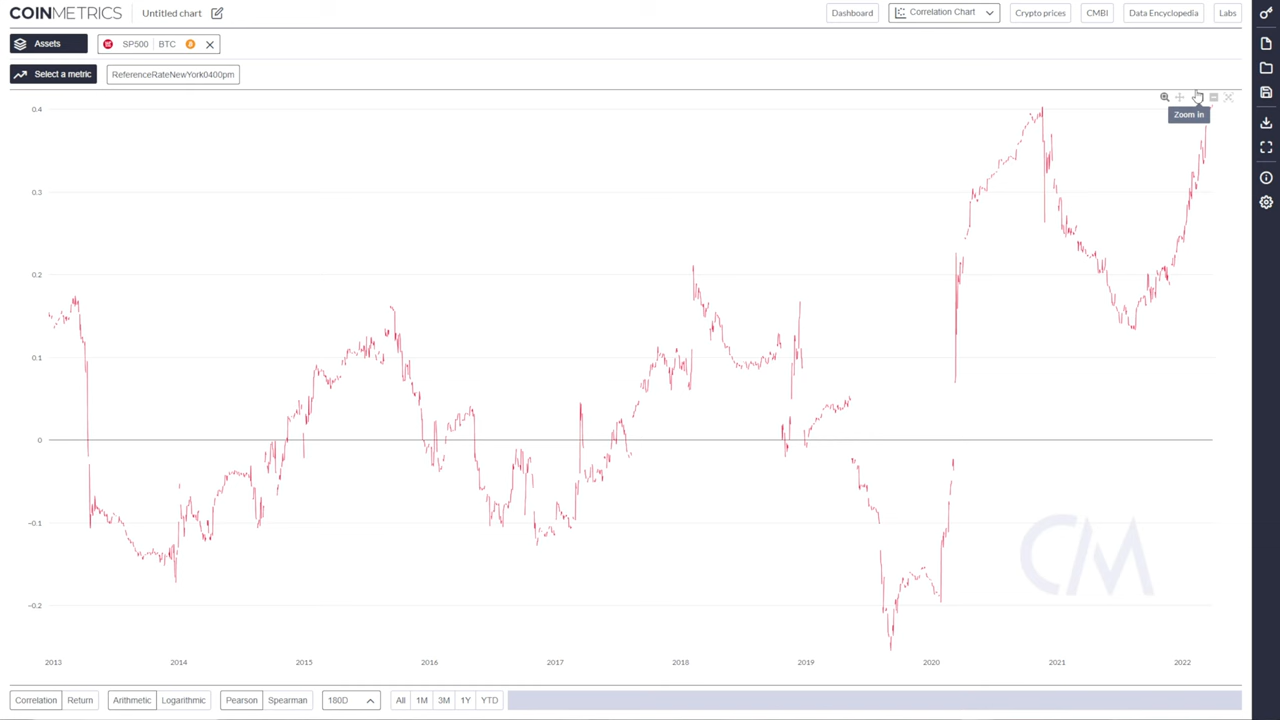 COINMETRICS Untitled chart Dashboard Correlation Chart Crypto prices CMBI Data Encyclopedia Labs
Assets SP500 BTC
Select a metric ReferenceRateNewYork0400pm
Zoom in
0.4
0.3
0.2
0.1
0
−0.1
−0.2
CM
2013 2014 2015 2016 2017 2018 2019 2020 2021 2022
Correlation Return Arithmetic Logarithmic Pearson Spearman 180D All 1M 3M 1Y YTD